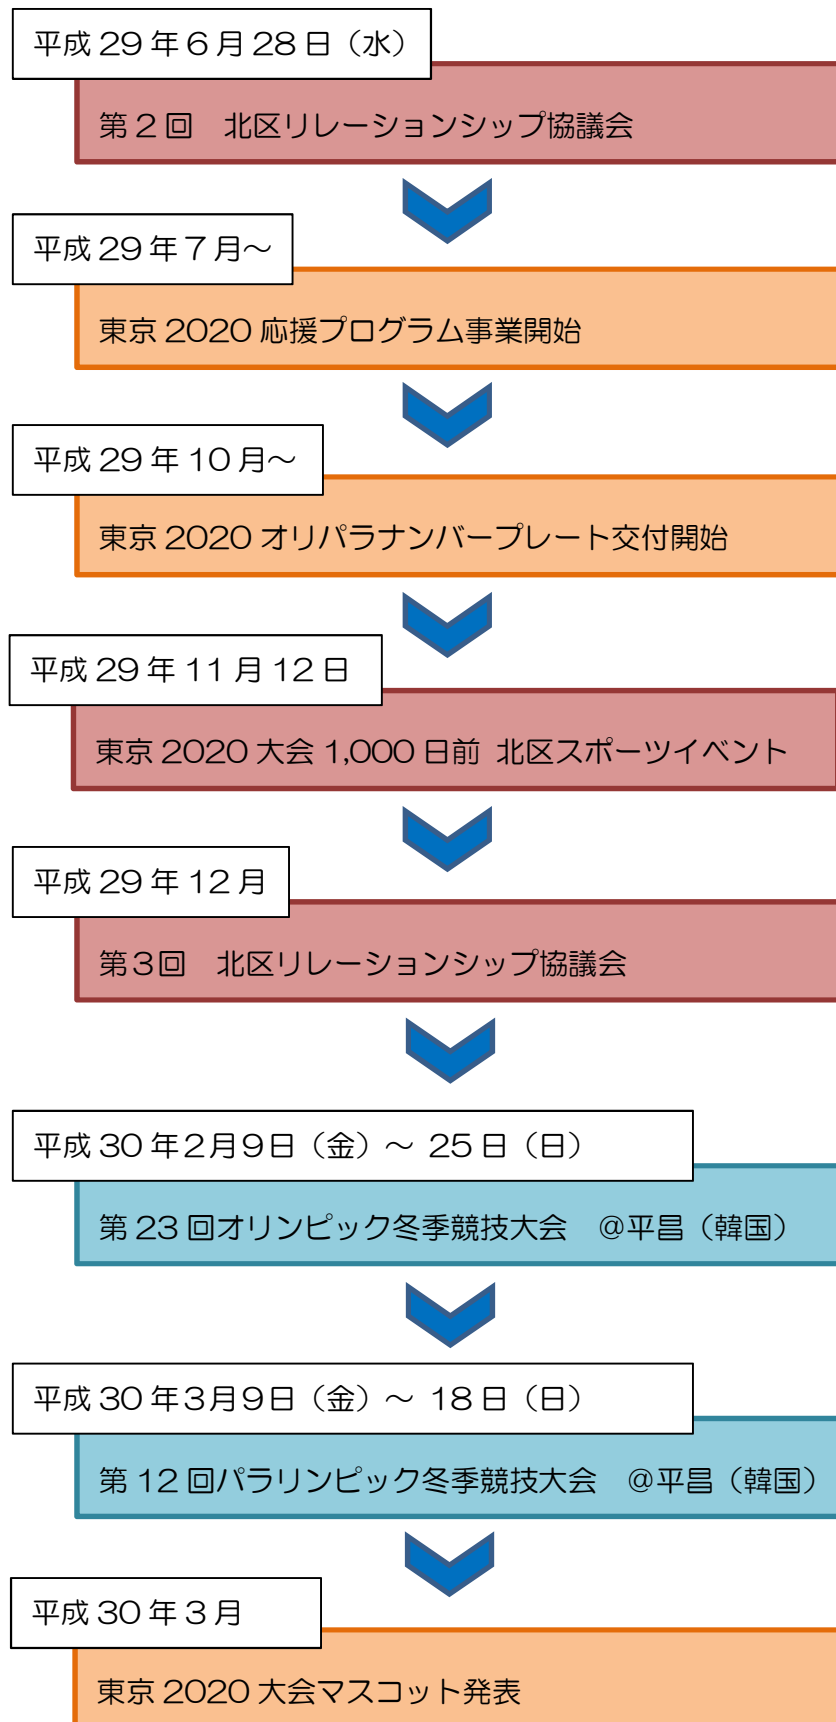 平成 29 年 6 月 28 日（水）
第 2 回　北区リレーションシップ協議会
平成 29 年 7 月～
東京 2020 応援プログラム事業開始
平成 29 年 10 月～
東京 2020 オリパラナンバープレート交付開始
平成 29 年 11 月 12 日
東京 2020 大会 1,000 日前 北区スポーツイベント
平成 29 年 12 月
第３回　北区リレーションシップ協議会
平成 30 年２月９日（金）～ 25 日（日）
第 23 回オリンピック冬季競技大会　＠平昌（韓国）
平成 30 年３月９日（金）～ 18 日（日）
第 12 回パラリンピック冬季競技大会　＠平昌（韓国）
平成 30 年 3 月
東京 2020 大会マスコット発表